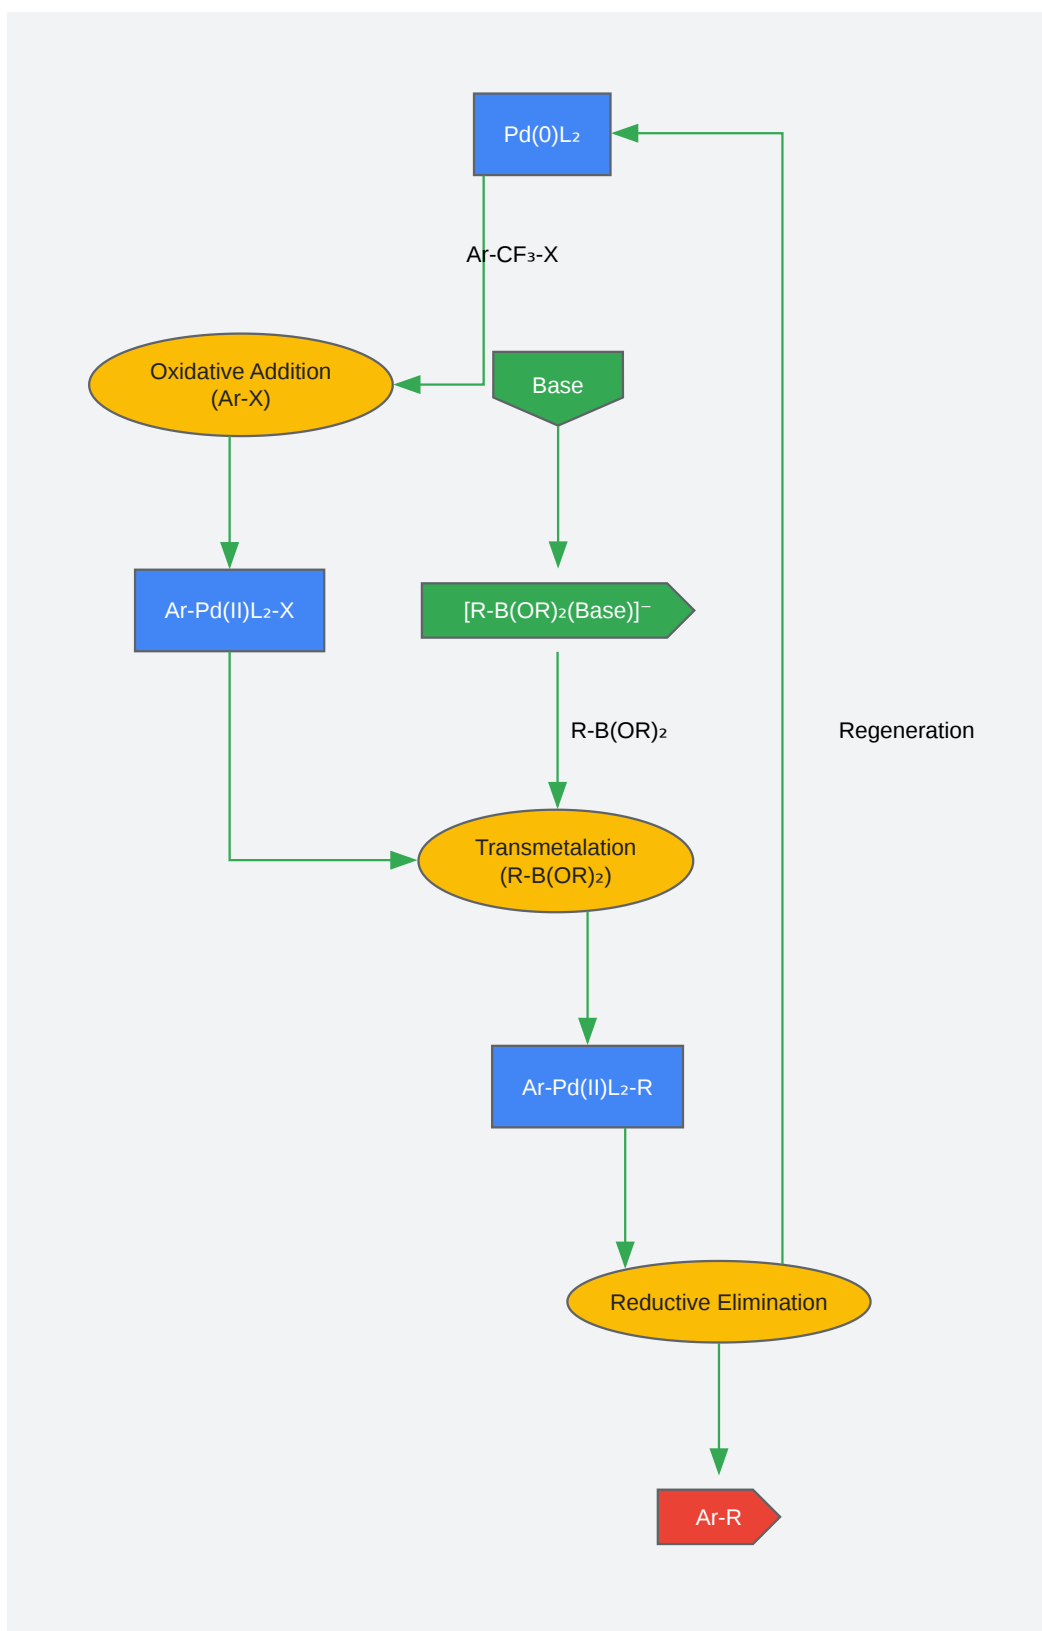 Pd(0)L₂
Ar-CF₃-X
Oxidative Addition
(Ar-X)
Base
Ar-Pd(II)L₂-X
[R-B(OR)₂(Base)]⁻
R-B(OR)₂
Regeneration
Transmetalation
(R-B(OR)₂)
Ar-Pd(II)L₂-R
Reductive Elimination
Ar-R